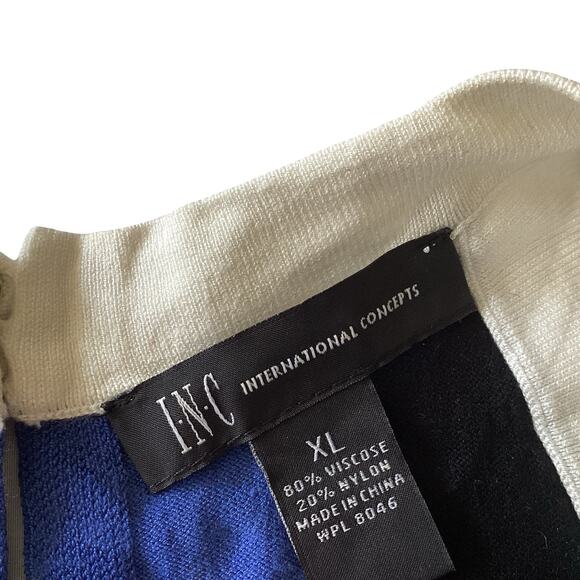 I·N·C INTERNATIONAL CONCEPTS
XL
80% VISCOSE
20% NYLON
MADE IN CHINA
WPL 8046